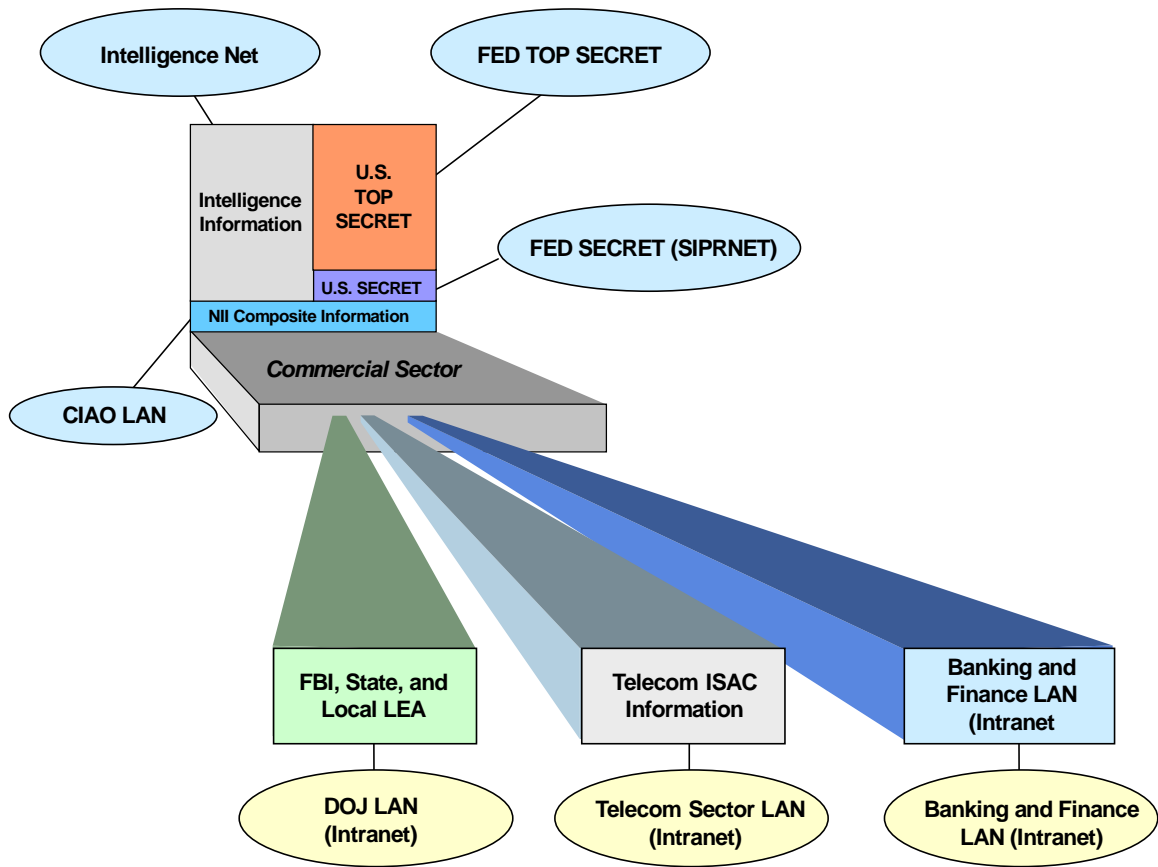 Intelligence Net
FED TOP SECRET
Intelligence
Information
U.S.
TOP
SECRET
FED SECRET (SIPRNET)
U.S. SECRET
NII Composite Information
Commercial Sector
CIAO LAN
FBI, State, and
Local LEA
Telecom ISAC
Information
Banking and
Finance LAN
(Intranet
DOJ LAN
(Intranet)
Telecom Sector LAN
(Intranet)
Banking and Finance
LAN (Intranet)